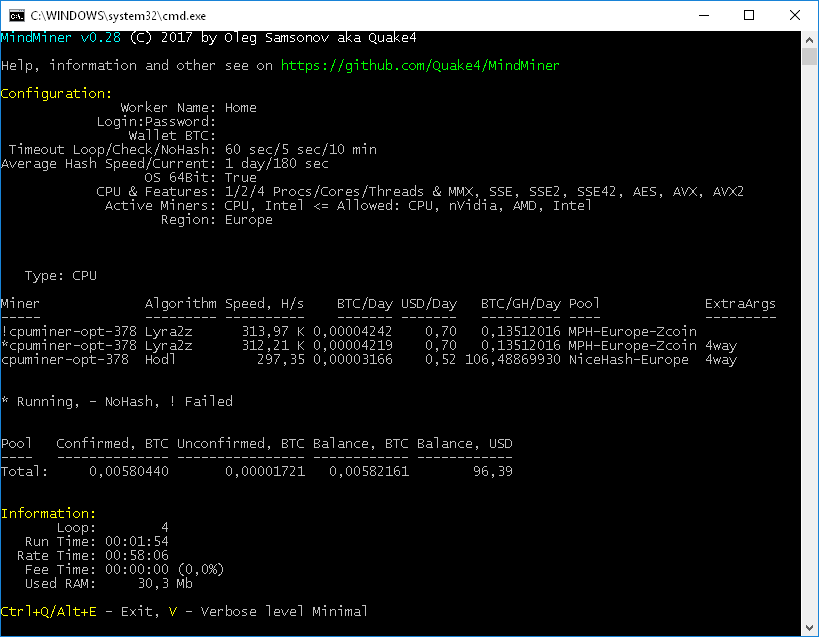 C:\WINDOWS\system32\cmd.exe
MindMiner v0.28 (C) 2017 by Oleg Samsonov aka Quake4
Help, information and other see on https://github.com/Quake4/MindMiner
Configuration:
Worker Name: Home
Login:Password:
Wallet BTC:
Timeout Loop/Check/NoHash: 60 sec/5 sec/10 min
Average Hash Speed/Current: 1 day/180 sec
OS 64Bit: True
CPU & Features: 1/2/4 Procs/Cores/Threads & MMX, SSE, SSE2, SSE42, AES, AVX, AVX2
Active Miners: CPU, Intel <= Allowed: CPU, nVidia, AMD, Intel
Region: Europe
Type: CPU
Miner Algorithm Speed, H/s BTC/Day USD/Day BTC/GH/Day Pool ExtraArgs
----- --------- ---------- ------- ------- ---------- ---- ---------
!cpuminer-opt-378 Lyra2z 313,97 K 0,00004242 0,70 0,13512016 MPH-Europe-Zcoin
*cpuminer-opt-378 Lyra2z 312,21 K 0,00004219 0,70 0,13512016 MPH-Europe-Zcoin 4way
cpuminer-opt-378 Hodl 297,35 0,00003166 0,52 106,48869930 NiceHash-Europe 4way
* Running, - NoHash, ! Failed
Pool Confirmed, BTC Unconfirmed, BTC Balance, BTC Balance, USD
---- -------------- ---------------- ------------ ------------
Total: 0,00580440 0,00001721 0,00582161 96,39
Information:
Loop: 4
Run Time: 00:01:54
Rate Time: 00:58:06
Fee Time: 00:00:00 (0,0%)
Used RAM: 30,3 Mb
Ctrl+Q/Alt+E - Exit, V - Verbose level Minimal